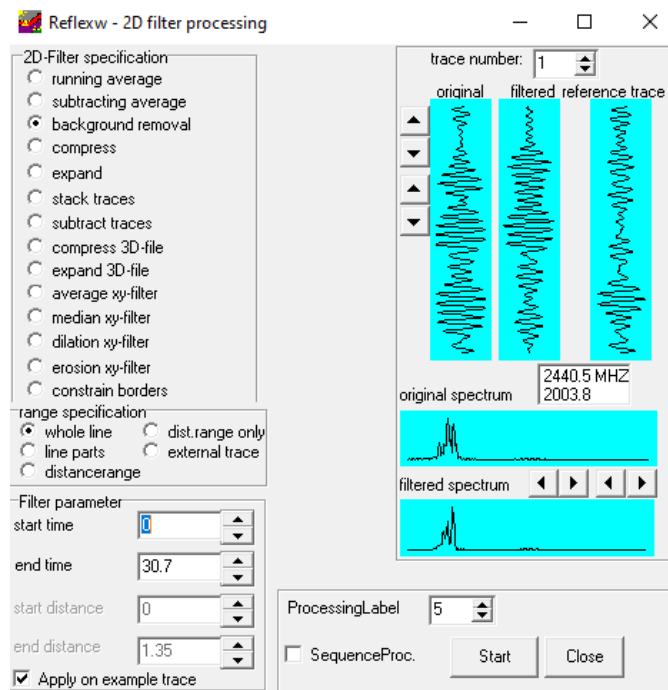 Reflexw - 2D filter processing
2D-Filter specification
running average
subtracting average
background removal
compress
expand
stack traces
subtract traces
compress 3D-file
expand 3D-file
average xy-filter
median xy-filter
dilation xy-filter
erosion xy-filter
constrain borders
range specification
whole line dist.range only
line parts external trace
distancerange
Filter parameter
start time 0
end time 30.7
start distance 0
end distance 1.35
Apply on example trace
trace number: 1
original filtered reference trace
original spectrum
2440.5 MHZ
2003.8
filtered spectrum
ProcessingLabel 5
SequenceProc. Start Close